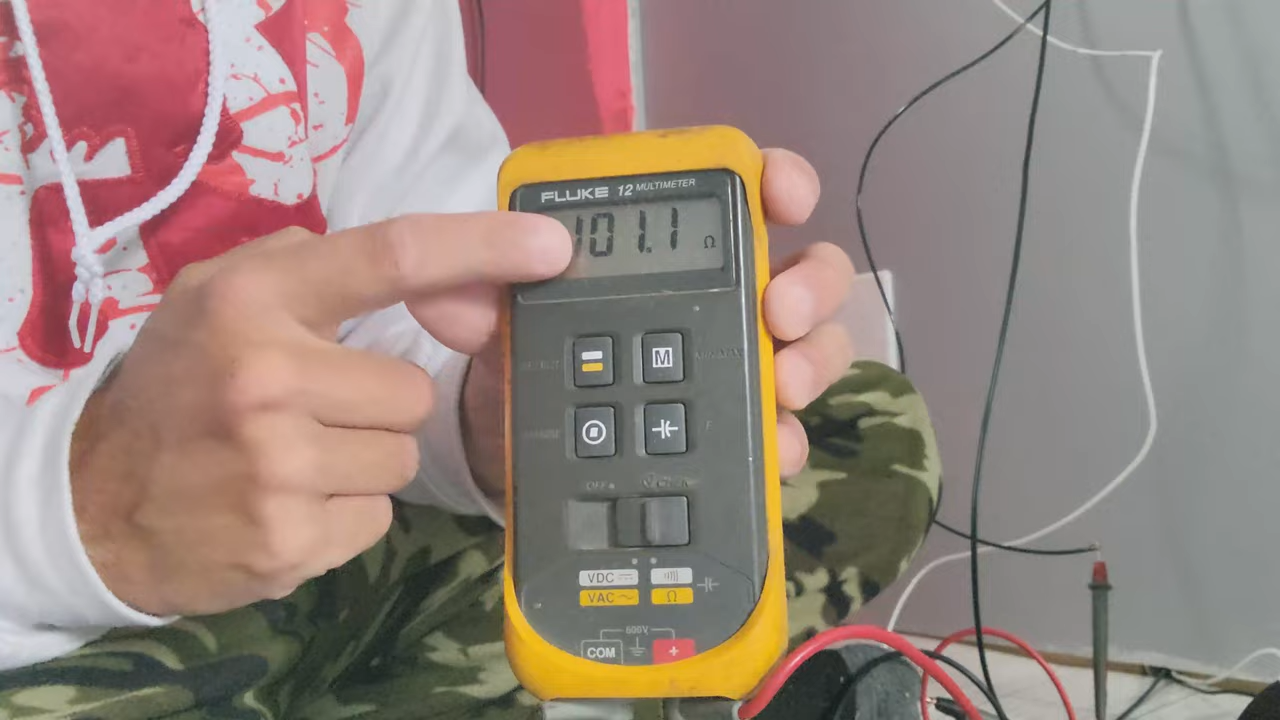 FLUKE 12 MULTIMETER
101.1 Ω
M
OFF
VDC
VAC Ω
600V
COM +